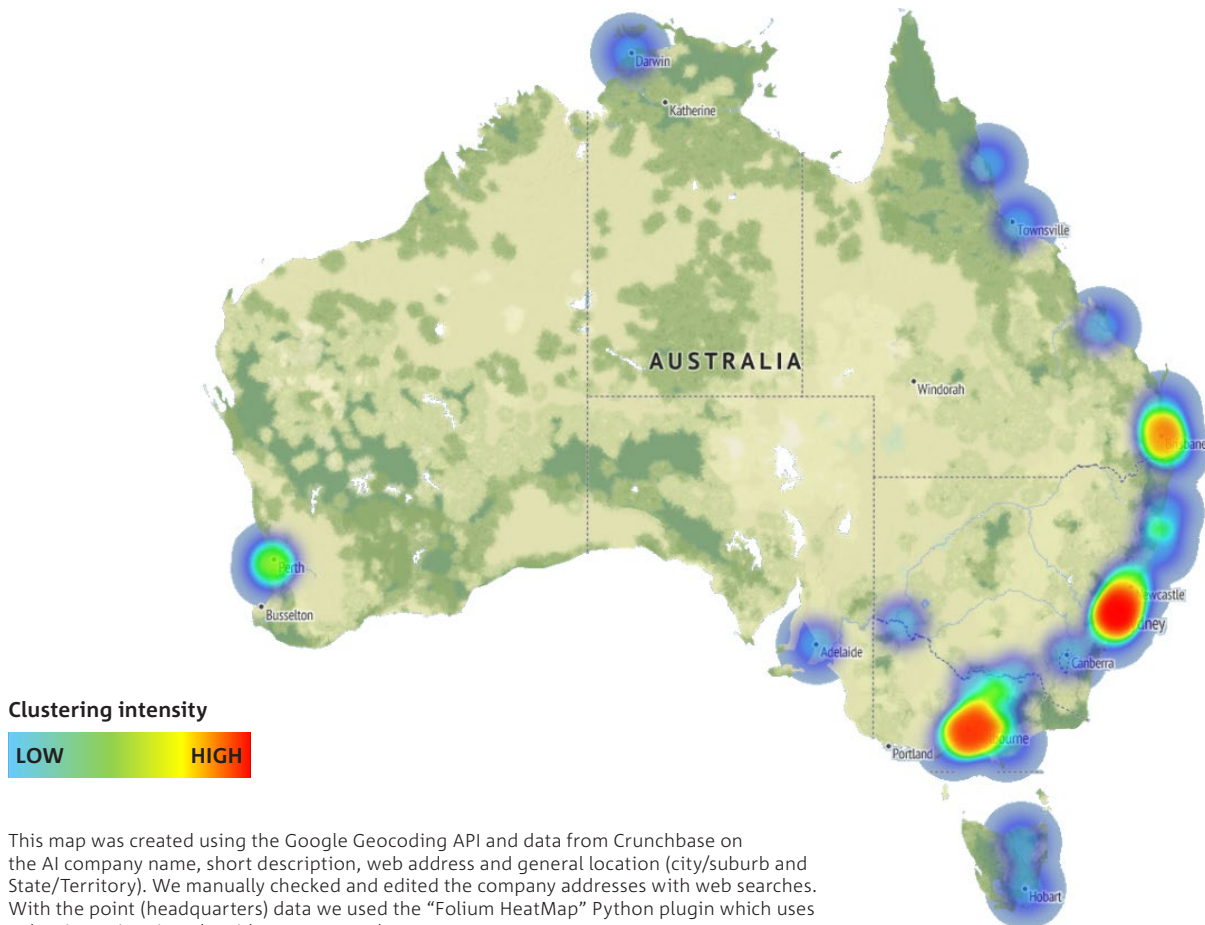 Darwin
Katherine
Townsville
AUSTRALIA
Windorah
Brisbane
Perth
Busselton
Newcastle
Adelaide
Canberra
Portland
Hobart
Clustering intensity
LOW HIGH
This map was created using the Google Geocoding API and data from Crunchbase on
the AI company name, short description, web address and general location (city/suburb and
State/Territory). We manually checked and edited the company addresses with web searches.
With the point (headquarters) data we used the “Folium HeatMap” Python plugin which uses